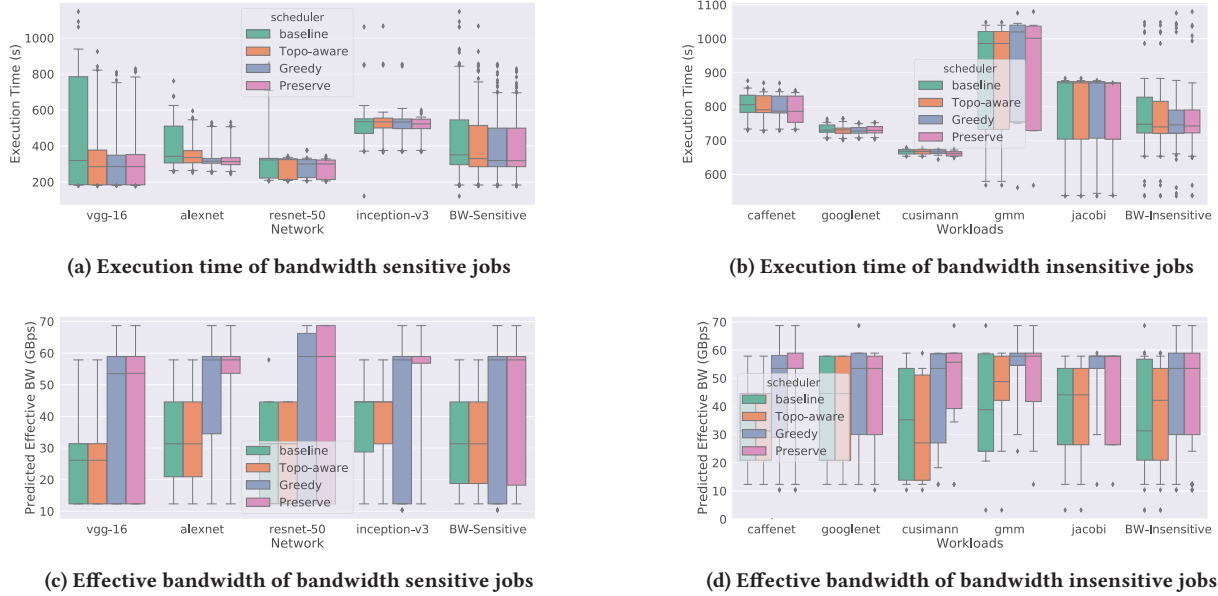 Execution Time (s)
1000
800
600
400
200
scheduler
baseline
Topo-aware
Greedy
Preserve
vgg-16
alexnet
resnet-50
inception-v3
BW-Sensitive
Network
(a) Execution time of bandwidth sensitive jobs
Execution Time (s)
1100
1000
900
800
700
600
scheduler
baseline
Topo-aware
Greedy
Preserve
caffenet
googlenet
cusimann
gmm
jacobi
BW-Insensitive
Workloads
(b) Execution time of bandwidth insensitive jobs
Predicted Effective BW (GBps)
70
60
50
40
30
20
10
scheduler
baseline
Topo-aware
Greedy
Preserve
vgg-16
alexnet
resnet-50
inception-v3
BW-Sensitive
Network
(c) Effective bandwidth of bandwidth sensitive jobs
Predicted Effective BW (GBps)
70
60
50
40
30
20
10
0
scheduler
baseline
Topo-aware
Greedy
Preserve
caffenet
googlenet
cusimann
gmm
jacobi
BW-Insensitive
Workloads
(d) Effective bandwidth of bandwidth insensitive jobs